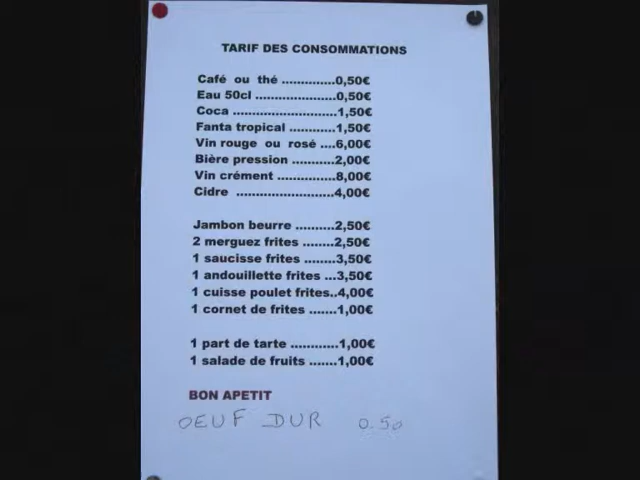 TARIF DES CONSOMMATIONS
Café ou thé ..............0,50€
Eau 50cl .....................0,50€
Coca ...........................1,50€
Fanta tropical ............1,50€
Vin rouge ou rosé ....6,00€
Bière pression ...........2,00€
Vin crément ...............8,00€
Cidre .........................4,00€
Jambon beurre ..........2,50€
2 merguez frites ........2,50€
1 saucisse frites ........3,50€
1 andouillette frites ...3,50€
1 cuisse poulet frites..4,00€
1 cornet de frites .......1,00€
1 part de tarte ............1,00€
1 salade de fruits .......1,00€
BON APETIT
OEUF DUR 0.50